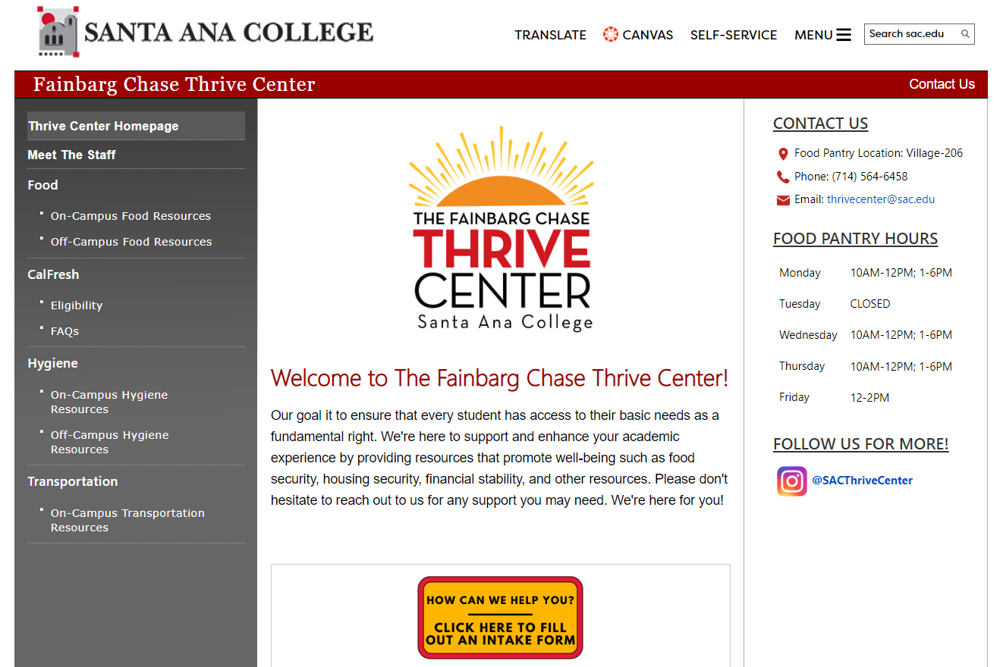 SANTA ANA COLLEGE
TRANSLATE CANVAS SELF-SERVICE MENU Search sac.edu
Fainbarg Chase Thrive Center Contact Us
Thrive Center Homepage
Meet The Staff
Food
On-Campus Food Resources
Off-Campus Food Resources
CalFresh
Eligibility
FAQs
Hygiene
On-Campus Hygiene
Resources
Off-Campus Hygiene
Resources
Transportation
On-Campus Transportation
Resources
THE FAINBARG CHASE
THRIVE
CENTER
Santa Ana College
Welcome to The Fainbarg Chase Thrive Center!
Our goal it to ensure that every student has access to their basic needs as a
fundamental right. We're here to support and enhance your academic
experience by providing resources that promote well-being such as food
security, housing security, financial stability, and other resources. Please don't
hesitate to reach out to us for any support you may need. We're here for you!
HOW CAN WE HELP YOU?
CLICK HERE TO FILL
OUT AN INTAKE FORM
CONTACT US
Food Pantry Location: Village-206
Phone: (714) 564-6458
Email: thrivecenter@sac.edu
FOOD PANTRY HOURS
Monday 10AM-12PM; 1-6PM
Tuesday CLOSED
Wednesday 10AM-12PM; 1-6PM
Thursday 10AM-12PM; 1-6PM
Friday 12-2PM
FOLLOW US FOR MORE!
@SACThriveCenter